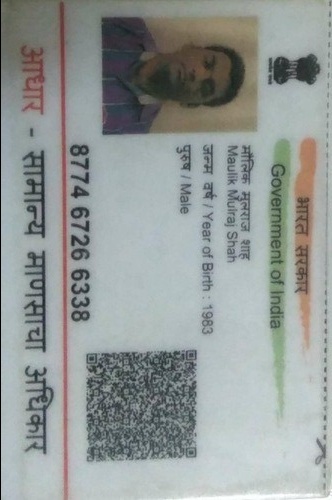 भारत सरकार
Government of India
मौलिक मुलराज शाह
Maulik Mulraj Shah
जन्म वर्ष / Year of Birth : 1983
पुरुष / Male
8774 6726 6338
आधार - सामान्य माणसाचा अधिकार